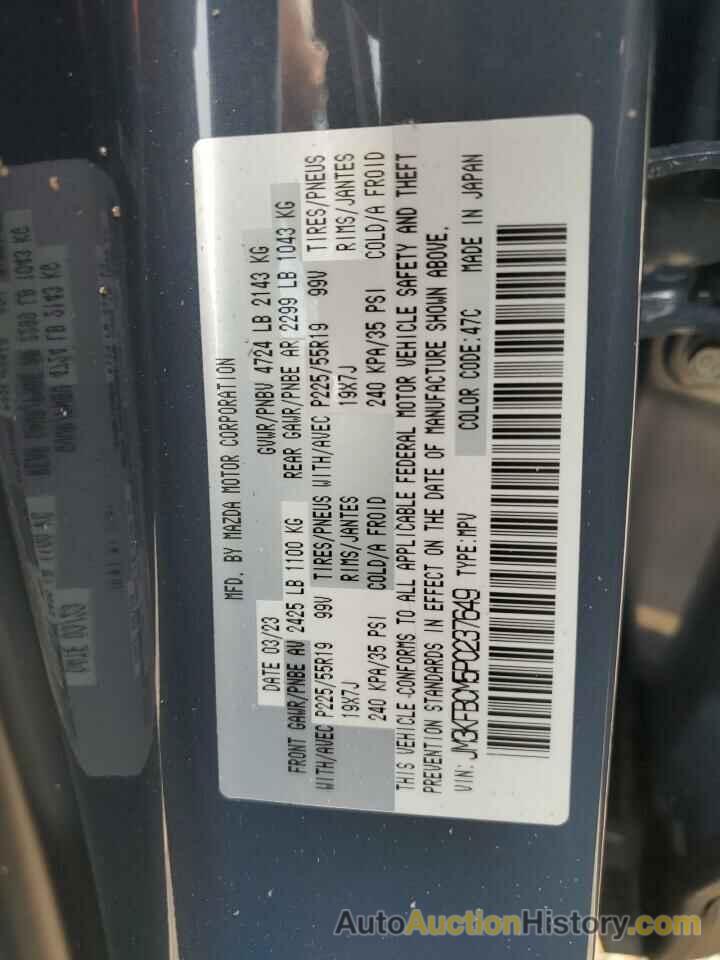 MFD. BY MAZDA MOTOR CORPORATION
DATE 03/23 GVWR/PNBV 4724 LB 2143 KG
FRONT GAWR/PNBE AV 2425 LB 1100 KG REAR GAWR/PNBE AR 2299 LB 1043 KG
WITH/AVEC P225/55R19 99V TIRES/PNEUS WITH/AVEC P225/55R19 99V TIRES/PNEUS
19X7J RIMS/JANTES 19X7J RIMS/JANTES
240 KPA/35 PSI COLD/A FROID 240 KPA/35 PSI COLD/A FROID
THIS VEHICLE CONFORMS TO ALL APPLICABLE FEDERAL MOTOR VEHICLE SAFETY AND THEFT
PREVENTION STANDARDS IN EFFECT ON THE DATE OF MANUFACTURE SHOWN ABOVE.
VIN: JM3KFBCM5P0237649 TYPE:MPV COLOR CODE:47C MADE IN JAPAN
AutoAuctionHistory.com